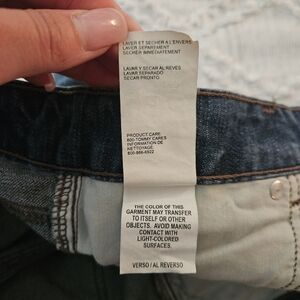 LAVER ET SECHER A L'ENVERS
LAVER SEPAREMENT
SECHER IMMEDIATEMENT
LAVAR Y SECAR AL REVES
LAVAR SEPARADO
SECAR PRONTO
PRODUCT CARE
800-TOMMY CARES
INFORMATION DE
NETTOYAGE
800-866-6922
THE COLOR OF THIS
GARMENT MAY TRANSFER
TO ITSELF OR OTHER
OBJECTS. AVOID MAKING
CONTACT WITH
LIGHT-COLORED
SURFACES.
VERSO / AL REVERSO